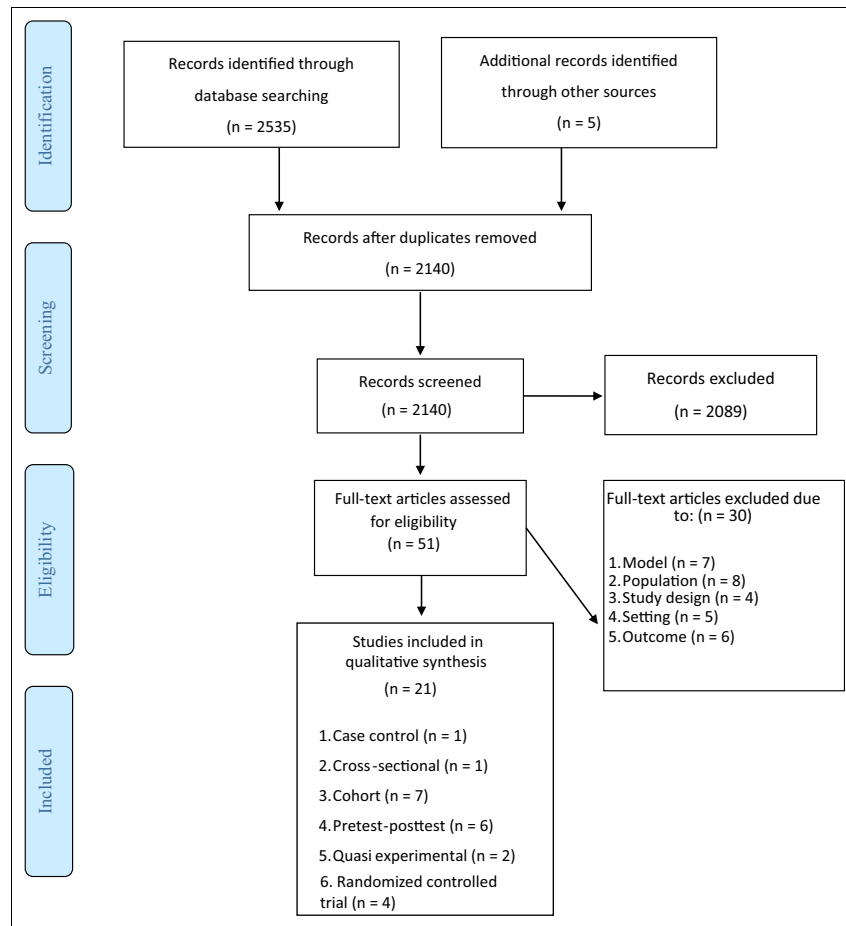 Identification
Records identified through
database searching
(n = 2535)
Additional records identified
through other sources
(n = 5)
Records after duplicates removed
(n = 2140)
Screening
Records screened
(n = 2140)
Records excluded
(n = 2089)
Eligibility
Full-text articles assessed
for eligibility
(n = 51)
Full-text articles excluded due
to: (n = 30)
1. Model (n = 7)
2. Population (n = 8)
3. Study design (n = 4)
4. Setting (n = 5)
5. Outcome (n = 6)
Included
Studies included in
qualitative synthesis
(n = 21)
1. Case control (n = 1)
2. Cross-sectional (n = 1)
3. Cohort (n = 7)
4. Pretest-posttest (n = 6)
5. Quasi experimental (n = 2)
6. Randomized controlled
trial (n = 4)